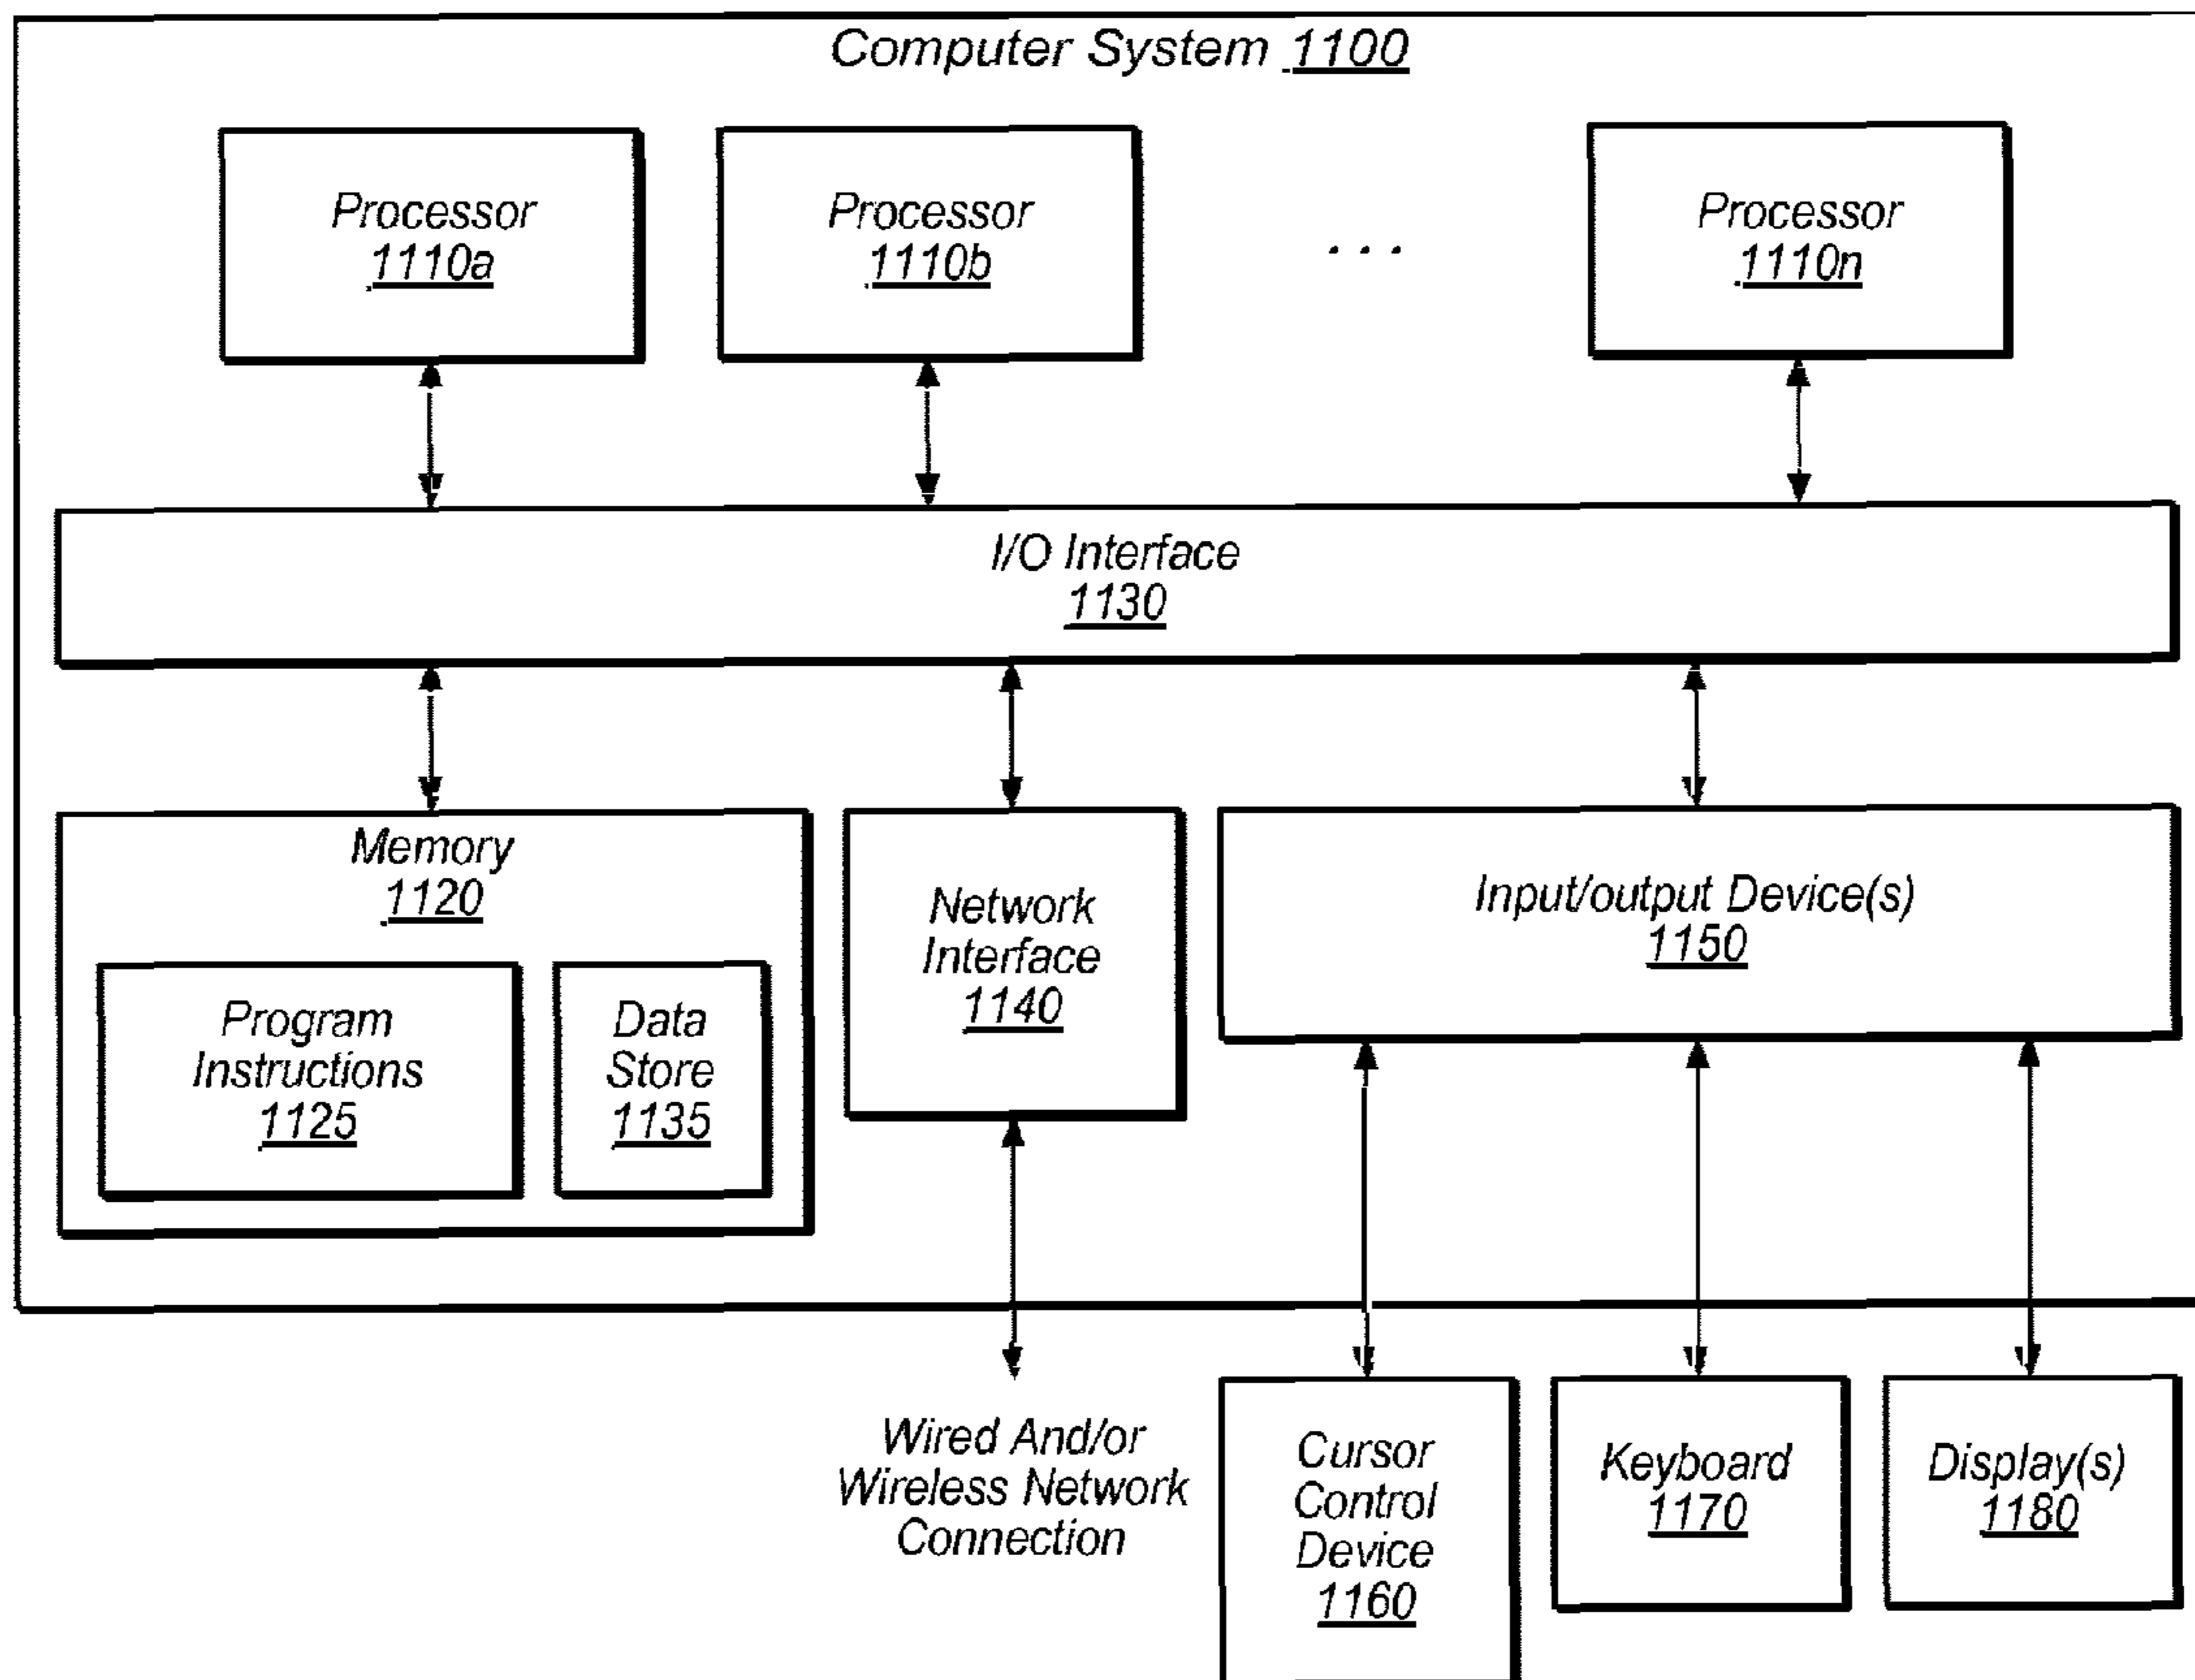 Computer System 1100
Processor
1110a
Processor
1110b
. . .
Processor
1110n
I/O Interface
1130
Memory
1120
Program
Instructions
1125
Data
Store
1135
Network
Interface
1140
Input/output Device(s)
1150
Wired And/or
Wireless Network
Connection
Cursor
Control
Device
1160
Keyboard
1170
Display(s)
1180